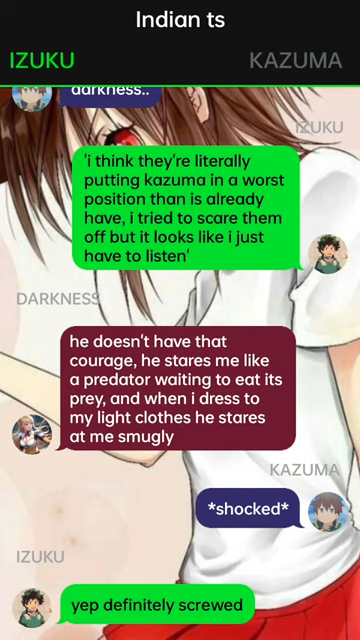 Indian ts
IZUKU KAZUMA
darkness..
IZUKU
'i think they're literally
putting kazuma in a worst
position than is already
have, i tried to scare them
off but it looks like i just
have to listen'
DARKNESS
he doesn't have that
courage, he stares me like
a predator waiting to eat its
prey, and when i dress to
my light clothes he stares
at me smugly
KAZUMA
*shocked*
IZUKU
yep definitely screwed